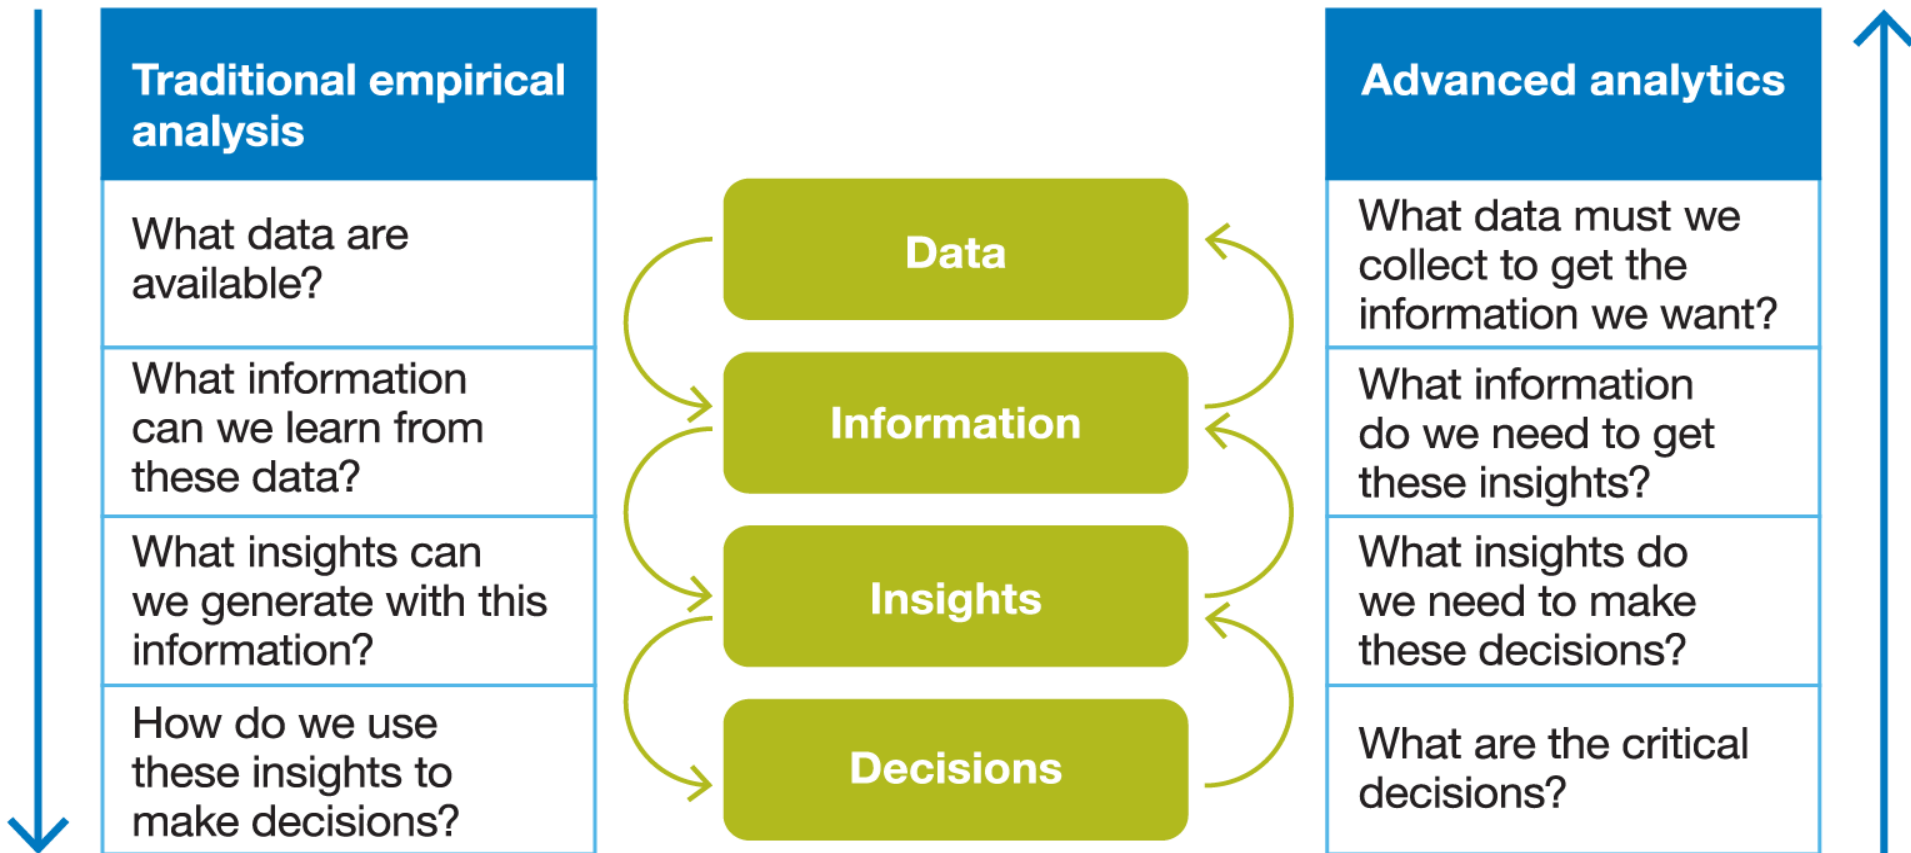 Traditional empirical
analysis
What data are
available?
What information
can we learn from
these data?
What insights can
we generate with this
information?
How do we use
these insights to
make decisions?
Data
Information
Insights
Decisions
Advanced analytics
What data must we
collect to get the
information we want?
What information
do we need to get
these insights?
What insights do
we need to make
these decisions?
What are the critical
decisions?